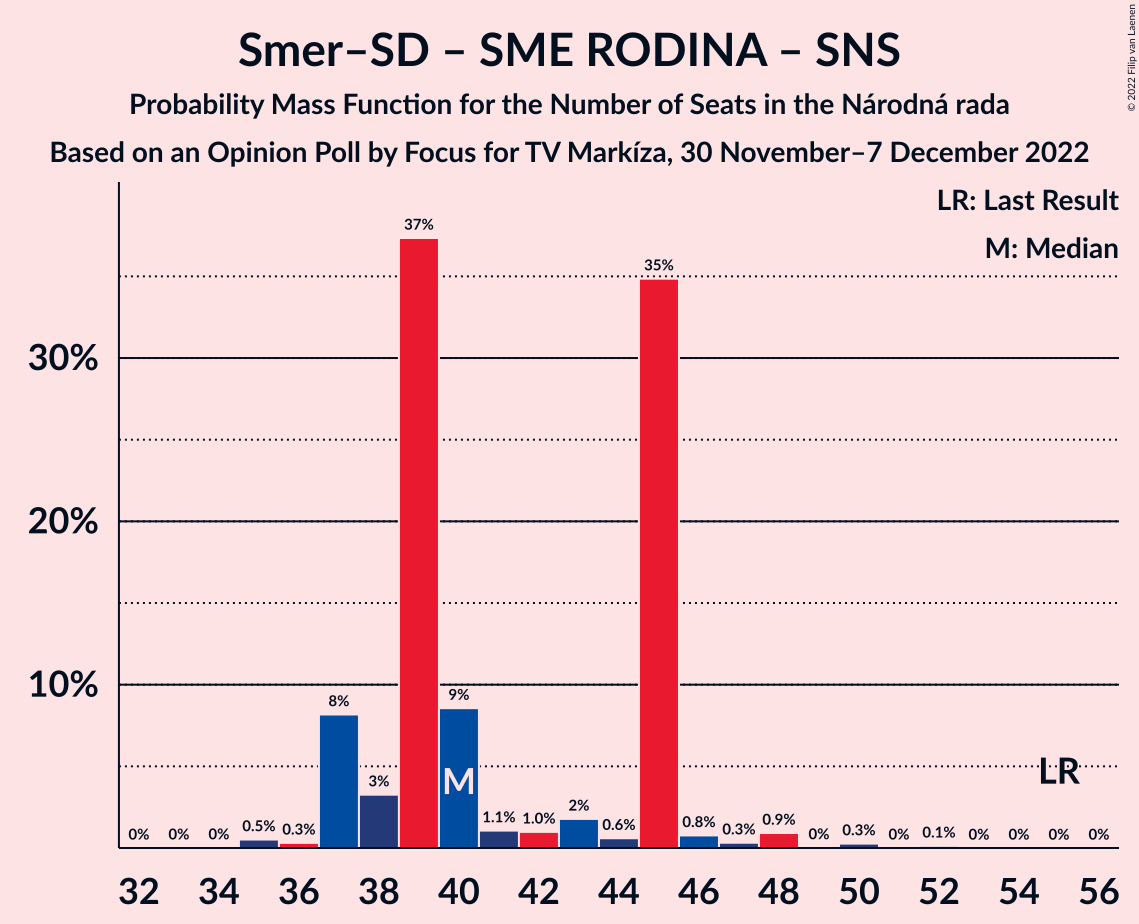 Smer–SD – SME RODINA – SNS
Probability Mass Function for the Number of Seats in the Národná rada
Based on an Opinion Poll by Focus for TV Markíza, 30 November–7 December 2022
© 2022 Filip van Laenen
LR: Last Result
M: Median
37%
35%
30%
20%
10%
9%
8%
M
LR
3%
2%
1.1%
1.0%
0.9%
0.8%
0.6%
0.5%
0.3%
0.3%
0.3%
0.1%
0% 0% 0% 0% 0% 0% 0% 0% 0%
32 34 36 38 40 42 44 46 48 50 52 54 56